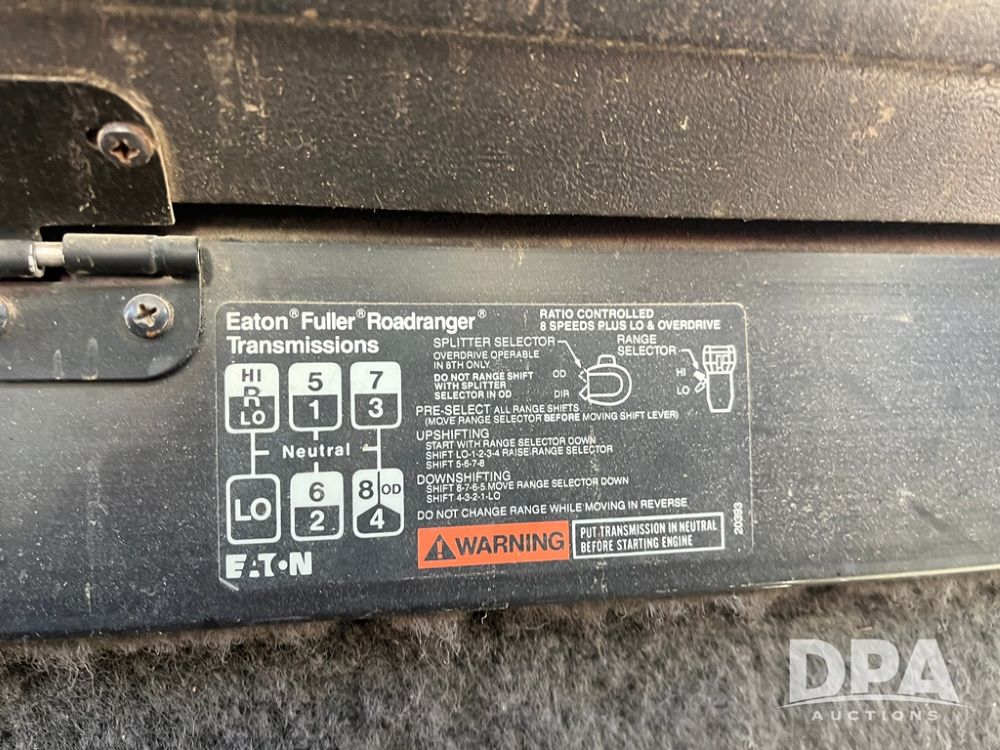 Eaton® Fuller® Roadranger®
Transmissions
RATIO CONTROLLED
8 SPEEDS PLUS LO & OVERDRIVE
HI
R
LO
5
1
7
3
Neutral
LO
6
2
8 OD
4
SPLITTER SELECTOR
OVERDRIVE OPERABLE
IN 8TH ONLY
DO NOT RANGE SHIFT
WITH SPLITTER
SELECTOR IN OD
OD
DIR
RANGE
SELECTOR
HI
LO
PRE-SELECT ALL RANGE SHIFTS
(MOVE RANGE SELECTOR BEFORE MOVING SHIFT LEVER)
UPSHIFTING
START WITH RANGE SELECTOR DOWN
SHIFT LO-1-2-3-4 RAISE RANGE SELECTOR
SHIFT 5-6-7-8
DOWNSHIFTING
SHIFT 8-7-6-5 MOVE RANGE SELECTOR DOWN
SHIFT 4-3-2-1-LO
DO NOT CHANGE RANGE WHILE MOVING IN REVERSE
20393
EATON
WARNING
PUT TRANSMISSION IN NEUTRAL
BEFORE STARTING ENGINE
DPA
AUCTIONS